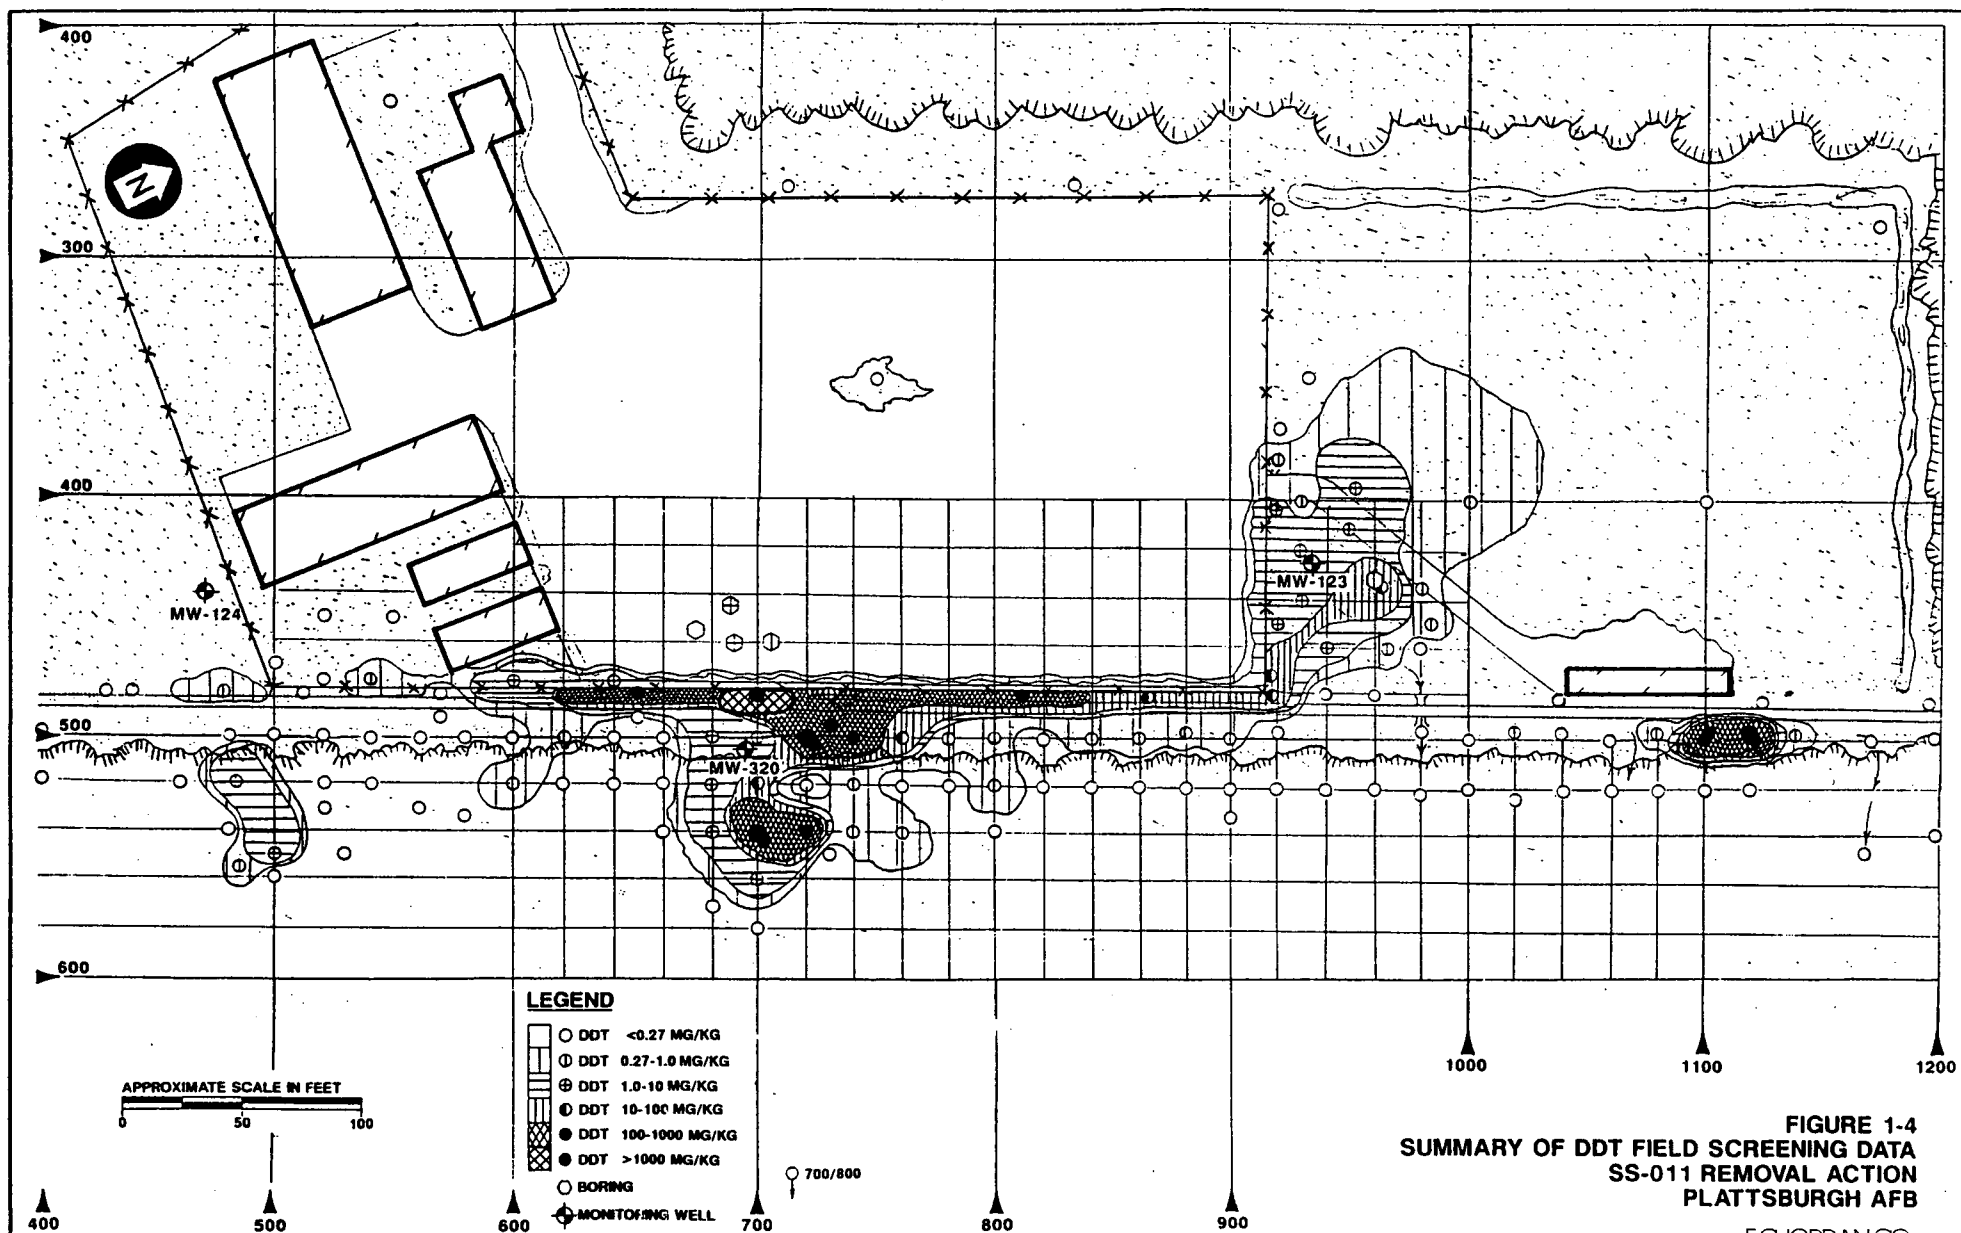 400
N
300
400
MW-123
MW-124
500
MW-320
600
LEGEND
DDT <0.27 MG/KG
DDT 0.27-1.0 MG/KG
DDT 1.0-10 MG/KG
DDT 10-100 MG/KG
DDT 100-1000 MG/KG
DDT >1000 MG/KG
BORING
MONITORING WELL
700/800
APPROXIMATE SCALE IN FEET
0 50 100
1000 1100 1200
400 500 600 700 800 900
FIGURE 1-4
SUMMARY OF DDT FIELD SCREENING DATA
SS-011 REMOVAL ACTION
PLATTSBURGH AFB